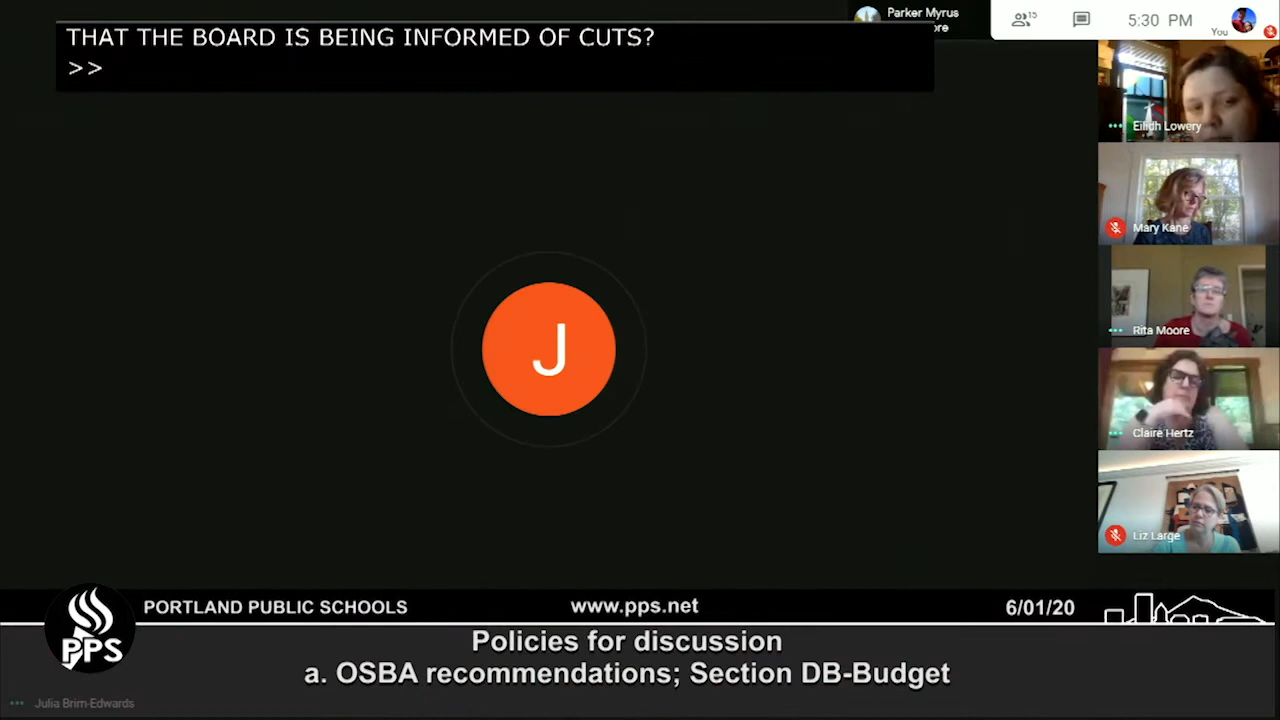 THAT THE BOARD IS BEING INFORMED OF CUTS?
>>
Parker Myrus
ore
15
5:30 PM
You
Eilidh Lowery
Mary Kane
Rita Moore
Claire Hertz
Liz Large
J
PPS
PORTLAND PUBLIC SCHOOLS
www.pps.net
6/01/20
Policies for discussion
a. OSBA recommendations; Section DB-Budget
Julia Brim-Edwards